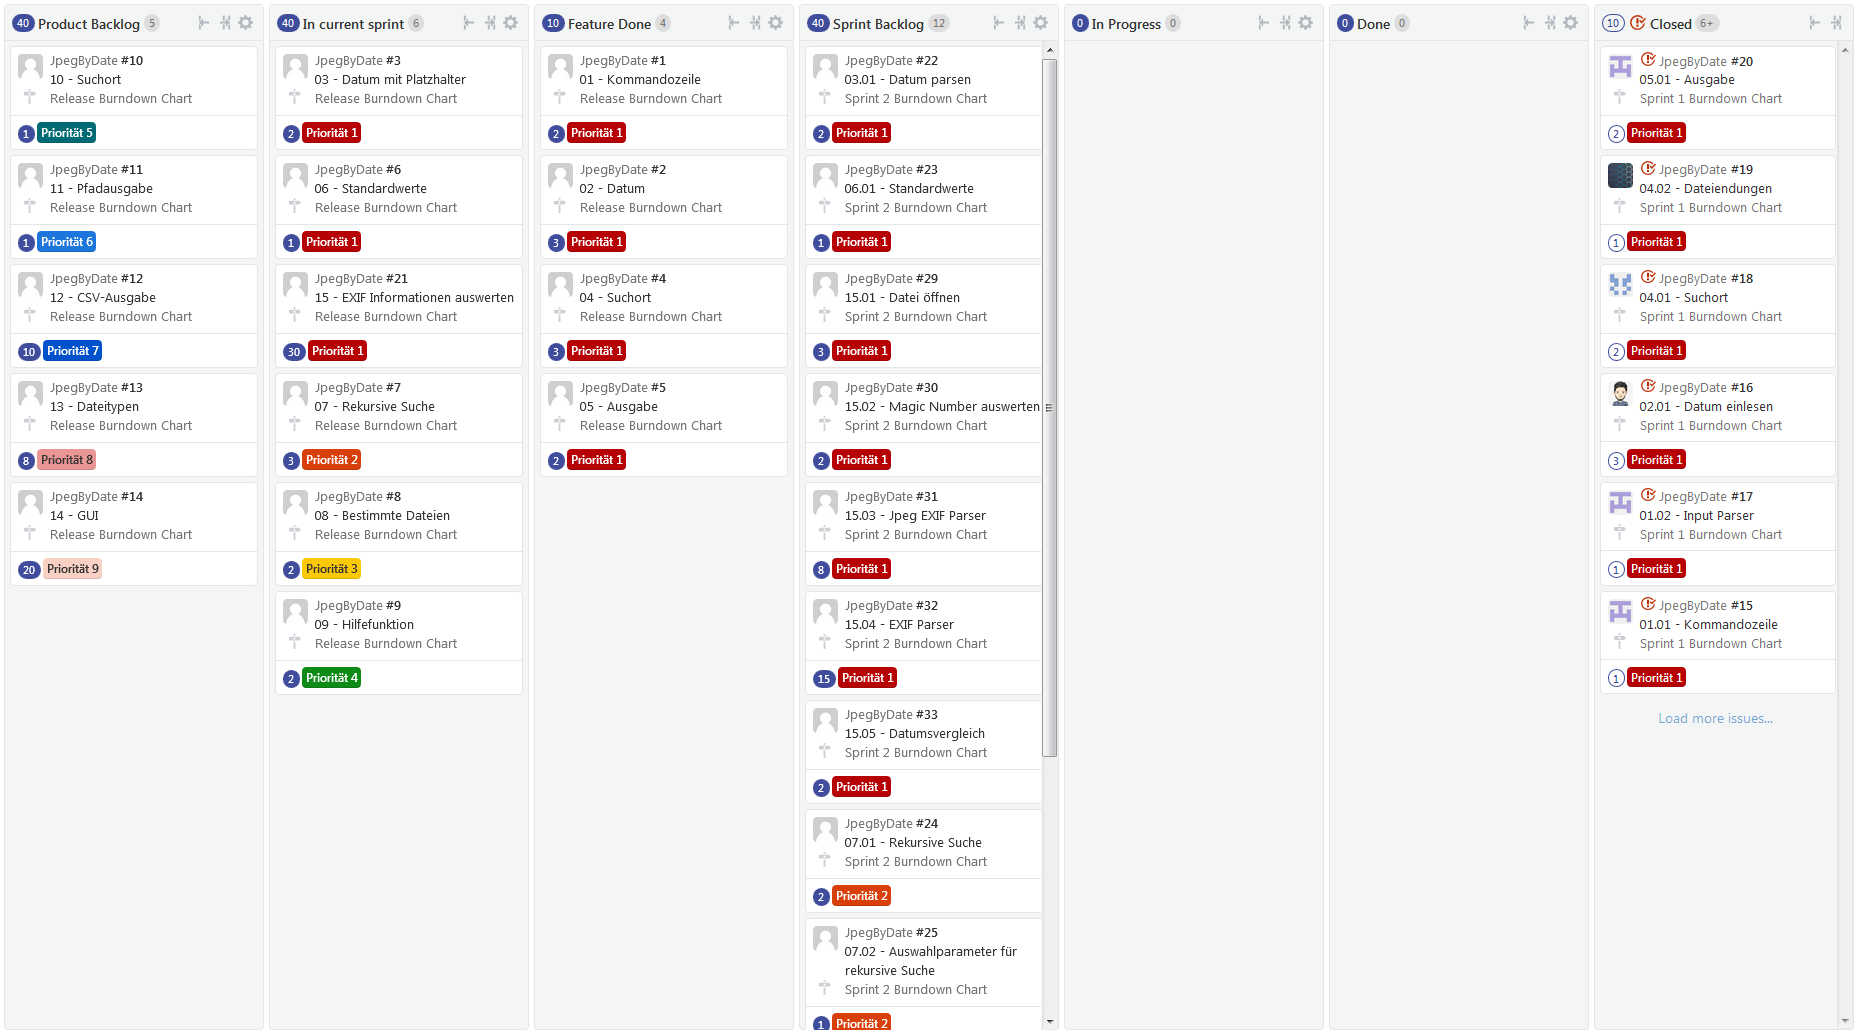 40 Product Backlog 5
JpegByDate #10
10 - Suchort
Release Burndown Chart
1 Priorität 5
JpegByDate #11
11 - Pfadausgabe
Release Burndown Chart
1 Priorität 6
JpegByDate #12
12 - CSV-Ausgabe
Release Burndown Chart
10 Priorität 7
JpegByDate #13
13 - Dateitypen
Release Burndown Chart
8 Priorität 8
JpegByDate #14
14 - GUI
Release Burndown Chart
20 Priorität 9
40 In current sprint 6
JpegByDate #3
03 - Datum mit Platzhalter
Release Burndown Chart
2 Priorität 1
JpegByDate #6
06 - Standardwerte
Release Burndown Chart
1 Priorität 1
JpegByDate #21
15 - EXIF Informationen auswerten
Release Burndown Chart
30 Priorität 1
JpegByDate #7
07 - Rekursive Suche
Release Burndown Chart
3 Priorität 2
JpegByDate #8
08 - Bestimmte Dateien
Release Burndown Chart
2 Priorität 3
JpegByDate #9
09 - Hilfefunktion
Release Burndown Chart
2 Priorität 4
10 Feature Done 4
JpegByDate #1
01 - Kommandozeile
Release Burndown Chart
2 Priorität 1
JpegByDate #2
02 - Datum
Release Burndown Chart
3 Priorität 1
JpegByDate #4
04 - Suchort
Release Burndown Chart
3 Priorität 1
JpegByDate #5
05 - Ausgabe
Release Burndown Chart
2 Priorität 1
40 Sprint Backlog 12
JpegByDate #22
03.01 - Datum parsen
Sprint 2 Burndown Chart
2 Priorität 1
JpegByDate #23
06.01 - Standardwerte
Sprint 2 Burndown Chart
1 Priorität 1
JpegByDate #29
15.01 - Datei öffnen
Sprint 2 Burndown Chart
3 Priorität 1
JpegByDate #30
15.02 - Magic Number auswerten
Sprint 2 Burndown Chart
2 Priorität 1
JpegByDate #31
15.03 - Jpeg EXIF Parser
Sprint 2 Burndown Chart
8 Priorität 1
JpegByDate #32
15.04 - EXIF Parser
Sprint 2 Burndown Chart
15 Priorität 1
JpegByDate #33
15.05 - Datumsvergleich
Sprint 2 Burndown Chart
2 Priorität 1
JpegByDate #24
07.01 - Rekursive Suche
Sprint 2 Burndown Chart
2 Priorität 2
JpegByDate #25
07.02 - Auswahlparameter für
rekursive Suche
Sprint 2 Burndown Chart
1 Priorität 2
0 In Progress 0
0 Done 0
10 Closed 6+
JpegByDate #20
05.01 - Ausgabe
Sprint 1 Burndown Chart
2 Priorität 1
JpegByDate #19
04.02 - Dateiendungen
Sprint 1 Burndown Chart
1 Priorität 1
JpegByDate #18
04.01 - Suchort
Sprint 1 Burndown Chart
2 Priorität 1
JpegByDate #16
02.01 - Datum einlesen
Sprint 1 Burndown Chart
3 Priorität 1
JpegByDate #17
01.02 - Input Parser
Sprint 1 Burndown Chart
1 Priorität 1
JpegByDate #15
01.01 - Kommandozeile
Sprint 1 Burndown Chart
1 Priorität 1
Load more issues...